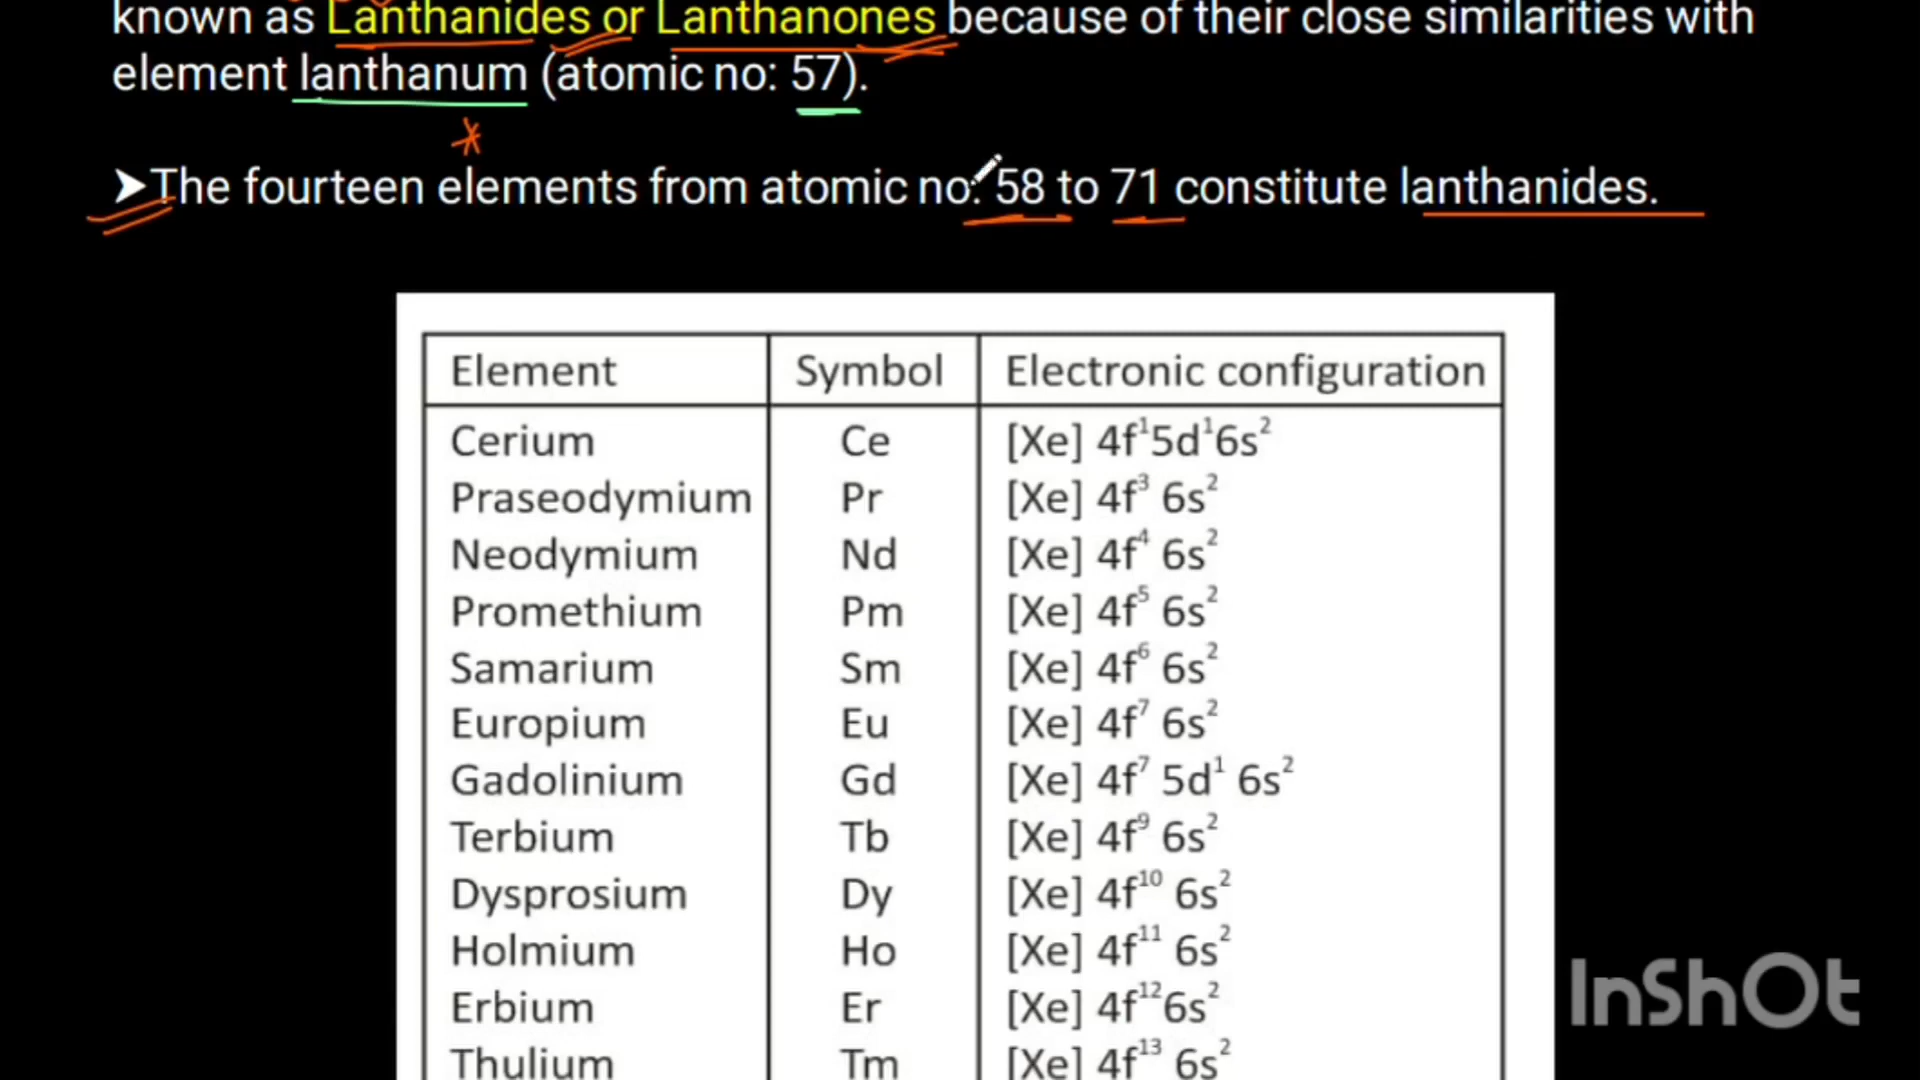 known as Lanthanides or Lanthanones because of their close similarities with
element lanthanum (atomic no: 57).
➤The fourteen elements from atomic no: 58 to 71 constitute lanthanides.
Element Symbol Electronic configuration
Cerium Ce [Xe] 4f¹5d¹6s²
Praseodymium Pr [Xe] 4f³ 6s²
Neodymium Nd [Xe] 4f⁴ 6s²
Promethium Pm [Xe] 4f⁵ 6s²
Samarium Sm [Xe] 4f⁶ 6s²
Europium Eu [Xe] 4f⁷ 6s²
Gadolinium Gd [Xe] 4f⁷ 5d¹ 6s²
Terbium Tb [Xe] 4f⁹ 6s²
Dysprosium Dy [Xe] 4f¹⁰ 6s²
Holmium Ho [Xe] 4f¹¹ 6s²
Erbium Er [Xe] 4f¹²6s²
Thulium Tm [Xe] 4f¹³ 6s²
InShOt